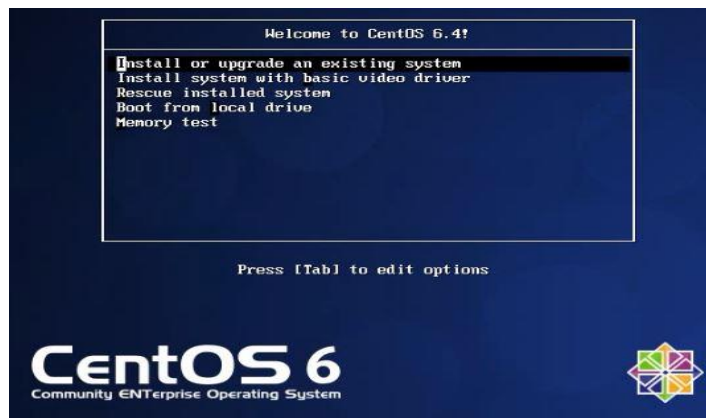 Welcome to CentOS 6.4!
Install or upgrade an existing system
Install system with basic video driver
Rescue installed system
Boot from local drive
Memory test
Press [Tab] to edit options
CentOS 6
Community ENTerprise Operating System